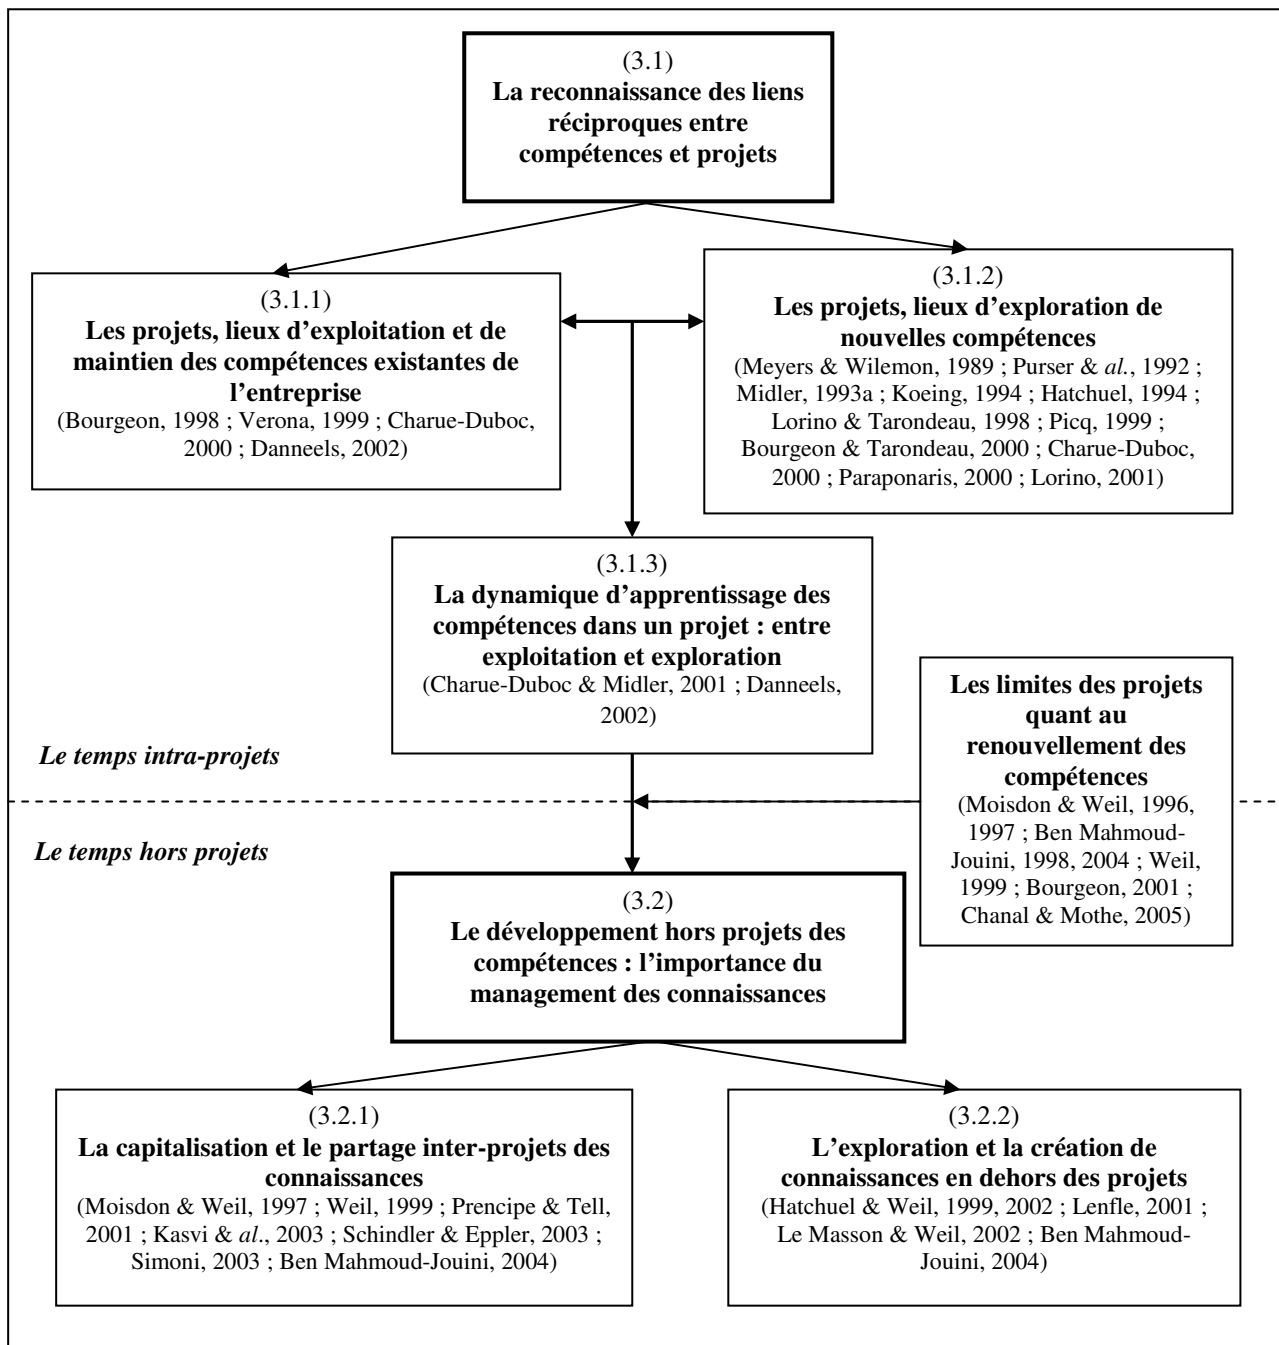 (3.1)
La reconnaissance des liens
réciproques entre
compétences et projets
(3.1.1)
Les projets, lieux d’exploitation et de
maintien des compétences existantes de
l’entreprise
(Bourgeon, 1998 ; Verona, 1999 ; Charue-Duboc,
2000 ; Danneels, 2002)
(3.1.2)
Les projets, lieux d’exploration de
nouvelles compétences
(Meyers & Wilemon, 1989 ; Purser & al., 1992 ;
Midler, 1993a ; Koeing, 1994 ; Hatchuel, 1994 ;
Lorino & Tarondeau, 1998 ; Picq, 1999 ;
Bourgeon & Tarondeau, 2000 ; Charue-Duboc,
2000 ; Paraponaris, 2000 ; Lorino, 2001)
(3.1.3)
La dynamique d’apprentissage des
compétences dans un projet : entre
exploitation et exploration
(Charue-Duboc & Midler, 2001 ; Danneels,
2002)
Les limites des projets
quant au
renouvellement des
compétences
(Moisdon & Weil, 1996,
1997 ; Ben Mahmoud-
Jouini, 1998, 2004 ; Weil,
1999 ; Bourgeon, 2001 ;
Chanal & Mothe, 2005)
Le temps intra-projets
Le temps hors projets
(3.2)
Le développement hors projets des
compétences : l’importance du
management des connaissances
(3.2.1)
La capitalisation et le partage inter-projets des
connaissances
(Moisdon & Weil, 1997 ; Weil, 1999 ; Prencipe & Tell,
2001 ; Kasvi & al., 2003 ; Schindler & Eppler, 2003 ;
Simoni, 2003 ; Ben Mahmoud-Jouini, 2004)
(3.2.2)
L’exploration et la création de
connaissances en dehors des projets
(Hatchuel & Weil, 1999, 2002 ; Lenfle, 2001 ;
Le Masson & Weil, 2002 ; Ben Mahmoud-
Jouini, 2004)